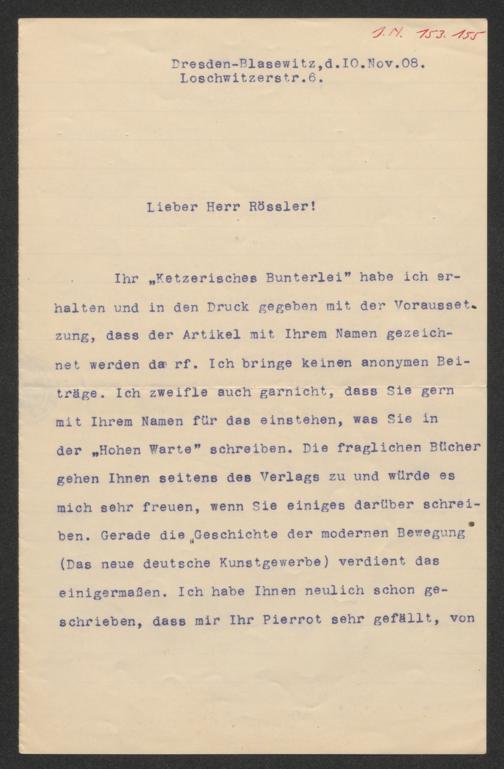 J.N. 153.155
Dresden-Blasewitz,d.I0.Nov.08.
Loschwitzerstr.6.
Lieber Herr Rössler!
Ihr „Ketzerisches Bunterlei” habe ich er-
halten und in den Druck gegeben mit der Vorausset-
zung, dass der Artikel mit Ihrem Namen gezeich-
net werden da rf. Ich bringe keinen anonymen Bei-
träge. Ich zweifle auch garnicht, dass Sie gern
mit Ihrem Namen für das einstehen, was Sie in
der „Hohen Warte” schreiben. Die fraglichen Bücher
gehen Ihnen seitens des Verlags zu und würde es
mich sehr freuen, wenn Sie einiges darüber schrei-
ben. Gerade die „Geschichte der modernen Bewegung”
(Das neue deutsche Kunstgewerbe) verdient das
einigermaßen. Ich habe Ihnen neulich schon ge-
schrieben, dass mir Ihr Pierrot sehr gefällt, von